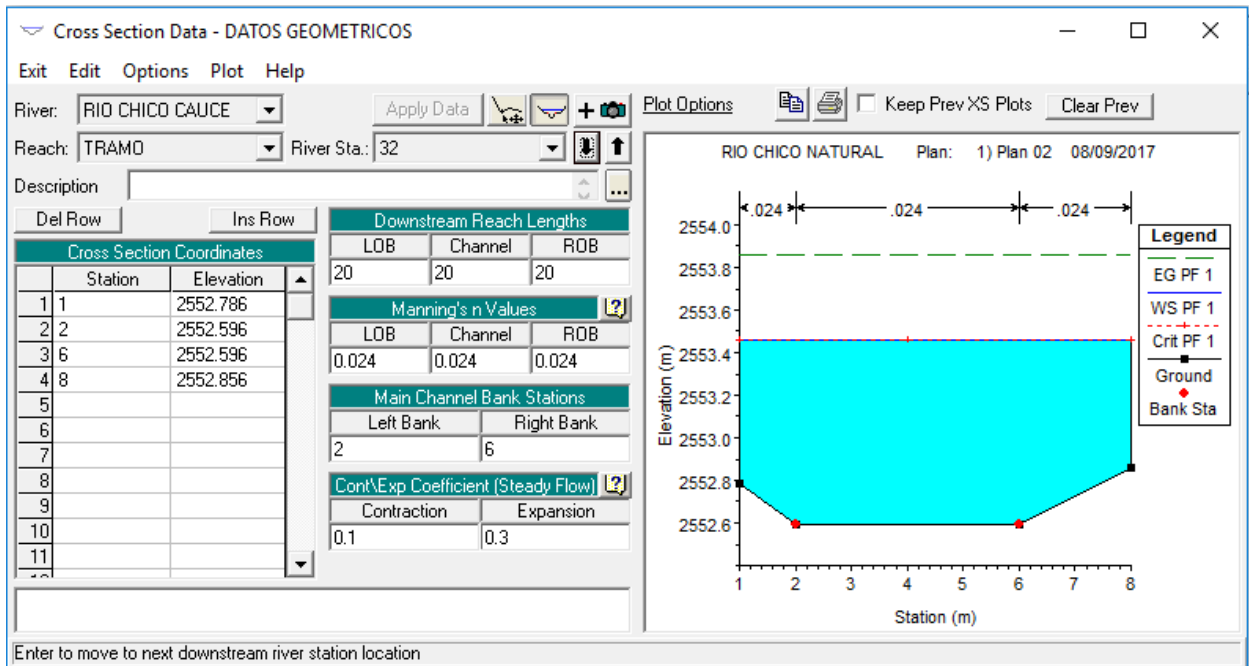 Cross Section Data - DATOS GEOMETRICOS
Exit Edit Options Plot Help
River: RIO CHICO CAUCE Apply Data + Plot Options Keep Prev XS Plots Clear Prev
Reach: TRAMO River Sta.: 32
Description ...
Del Row Ins Row
Cross Section Coordinates
Station Elevation
1 1 2552.786
2 2 2552.596
3 6 2552.596
4 8 2552.856
5
6
7
8
9
10
11
Downstream Reach Lengths
LOB Channel ROB
20 20 20
Manning's n Values
LOB Channel ROB
0.024 0.024 0.024
Main Channel Bank Stations
Left Bank Right Bank
2 6
Cont\Exp Coefficient (Steady Flow)
Contraction Expansion
0.1 0.3
RIO CHICO NATURAL Plan: 1) Plan 02 08/09/2017
.024 .024 .024
2554.0
2553.8
2553.6
2553.4
2553.2
2553.0
2552.8
2552.6
Elevation (m)
1 2 3 4 5 6 7 8
Station (m)
Legend
EG PF 1
WS PF 1
Crit PF 1
Ground
Bank Sta
Enter to move to next downstream river station location